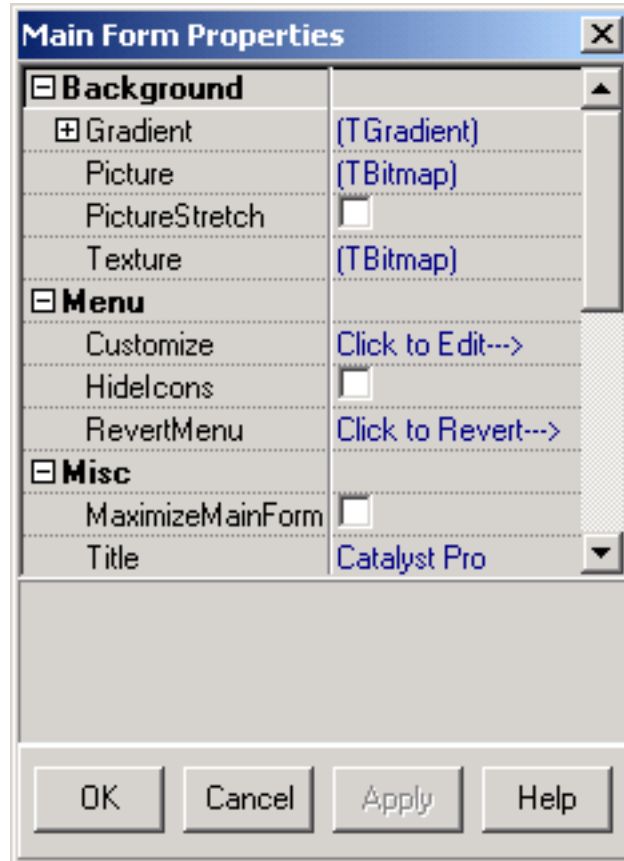 Main Form Properties
Background
Gradient (TGradient)
Picture (TBitmap)
PictureStretch
Texture (TBitmap)
Menu
Customize Click to Edit--->
HideIcons
RevertMenu Click to Revert--->
Misc
MaximizeMainForm
Title Catalyst Pro
OK Cancel Apply Help